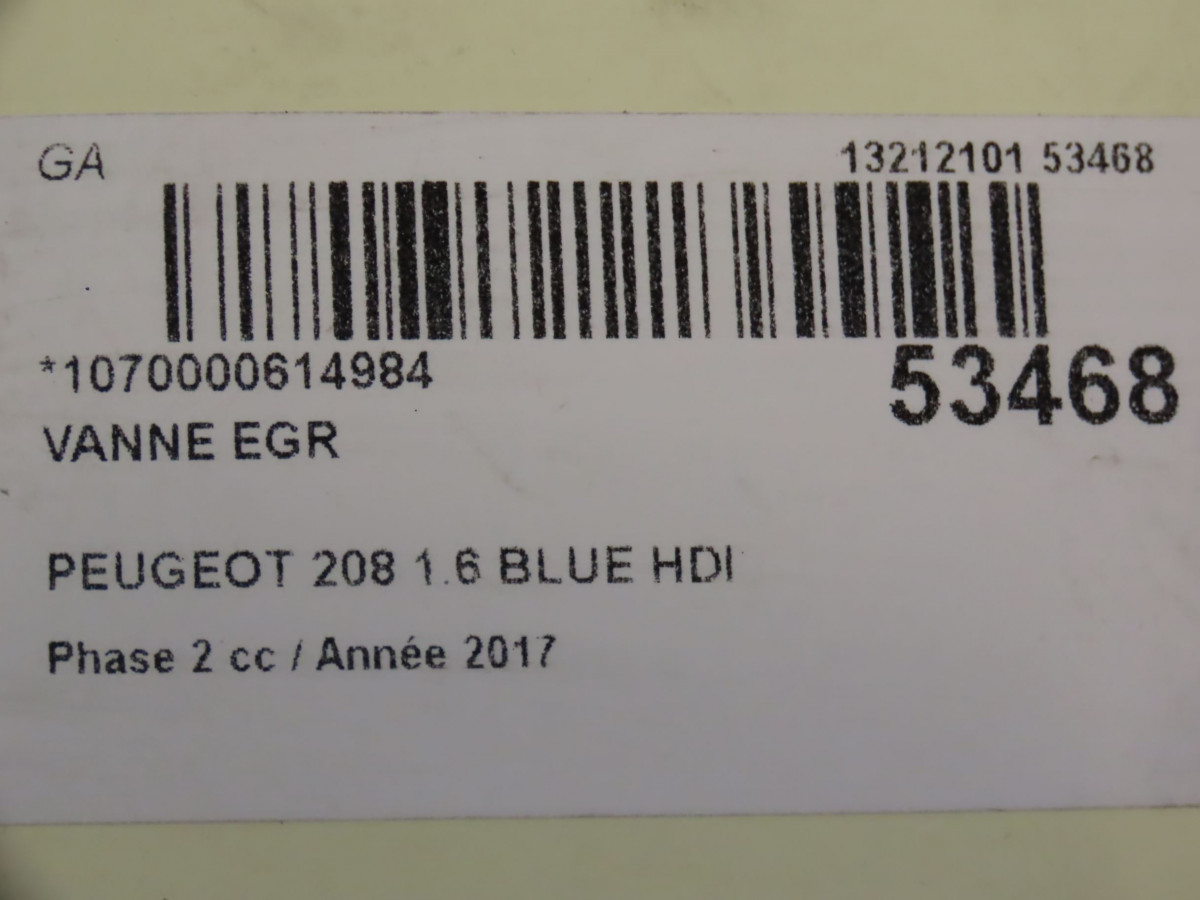 GA 13212101 53468
*1070000614984 53468
VANNE EGR
PEUGEOT 208 1.6 BLUE HDI
Phase 2 cc / Année 2017